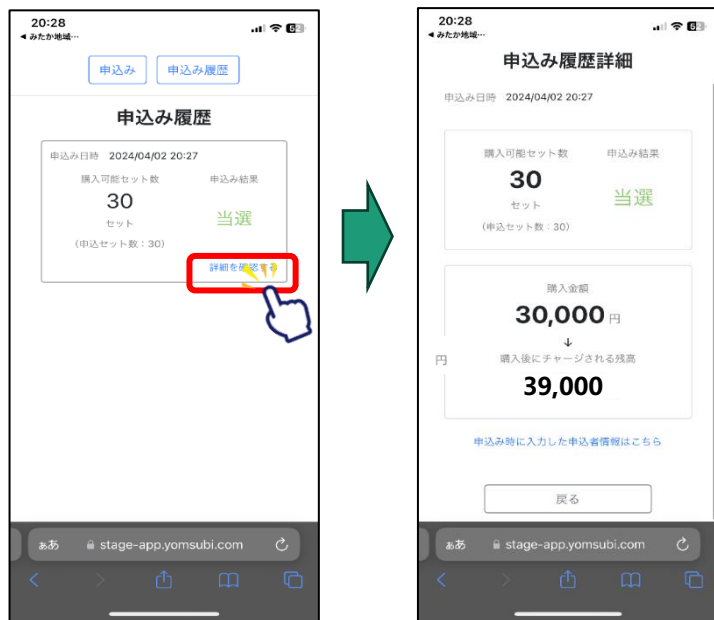 20:28
◀ みたか地域…
52
申込み
申込み履歴
申込み履歴
申込み日時 2024/04/02 20:27
購入可能セット数
申込み結果
30
セット
当選
(申込セット数:30)
詳細を確認する
ぁあ
stage-app.yomsubi.com
20:28
◀ みたか地域…
申込み履歴詳細
申込み日時 2024/04/02 20:27
購入可能セット数
申込み結果
30
セット
当選
(申込セット数:30)
購入金額
30,000 円
↓
購入後にチャージされる残高
円
39,000
申込み時に入力した申込者情報はこちら
戻る
ぁあ
stage-app.yomsubi.com